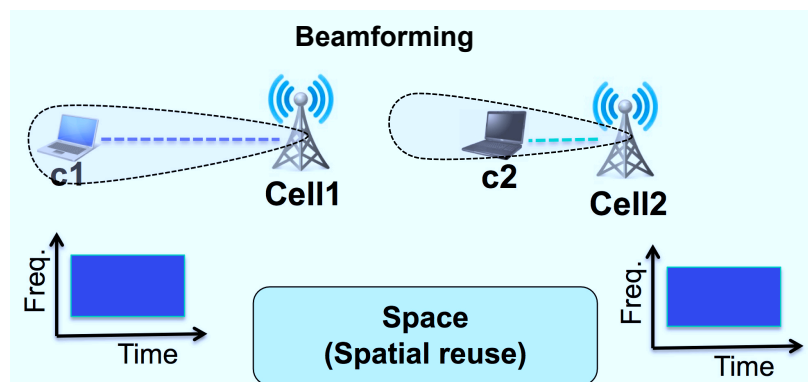 Beamforming
c1
Cell1
c2
Cell2
Freq.
Time
Space
(Spatial reuse)
Freq.
Time